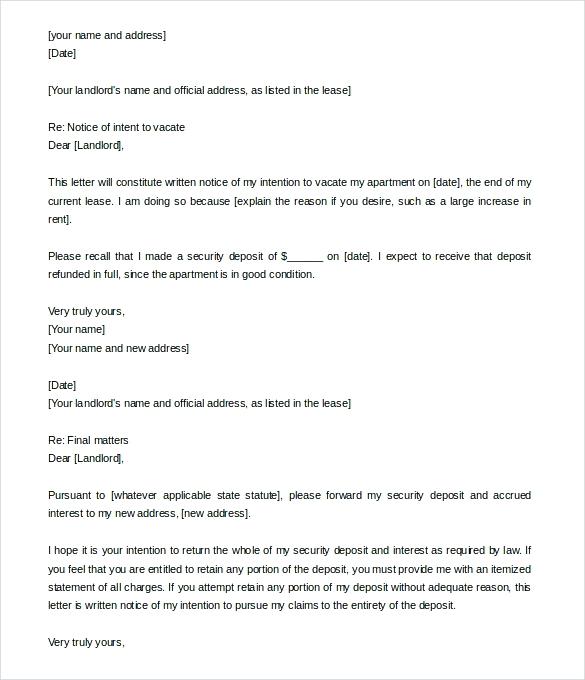 [your name and address]
[Date]
[Your landlord's name and official address, as listed in the lease]
Re: Notice of intent to vacate
Dear [Landlord],
This letter will constitute written notice of my intention to vacate my apartment on [date], the end of my
current lease. I am doing so because [explain the reason if you desire, such as a large increase in
rent].
Please recall that I made a security deposit of $______ on [date]. I expect to receive that deposit
refunded in full, since the apartment is in good condition.
Very truly yours,
[Your name]
[Your name and new address]
[Date]
[Your landlord's name and official address, as listed in the lease]
Re: Final matters
Dear [Landlord],
Pursuant to [whatever applicable state statute], please forward my security deposit and accrued
interest to my new address, [new address].
I hope it is your intention to return the whole of my security deposit and interest as required by law. If
you feel that you are entitled to retain any portion of the deposit, you must provide me with an itemized
statement of all charges. If you attempt retain any portion of my deposit without adequate reason, this
letter is written notice of my intention to pursue my claims to the entirety of the deposit.
Very truly yours,